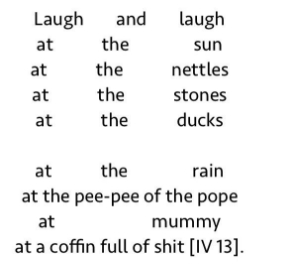 Laugh and laugh
at the sun
at the nettles
at the stones
at the ducks
at the rain
at the pee-pee of the pope
at mummy
at a coffin full of shit [IV 13].